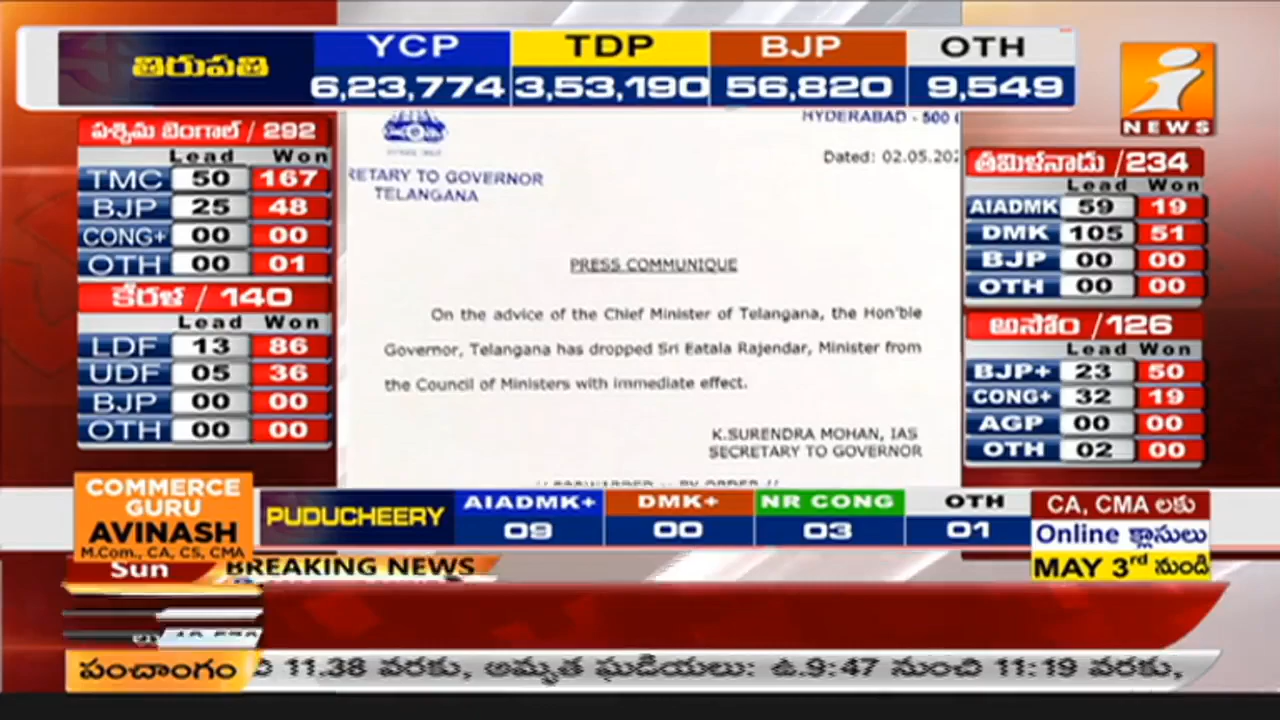 తిరుపతి YCP TDP BJP OTH
6,23,774 3,53,190 56,820 9,549
i NEWS
పశ్చిమ బెంగాల్ / 292
Lead Won
TMC 50 167
BJP 25 48
CONG+ 00 00
OTH 00 01
కేరళ / 140
Lead Won
LDF 13 86
UDF 05 36
BJP 00 00
OTH 00 00
HYDERABAD - 500
Dated: 02.05.202
RETARY TO GOVERNOR
TELANGANA
PRESS COMMUNIQUE
On the advice of the Chief Minister of Telangana, the Hon'ble
Governor, Telangana has dropped Sri Eatala Rajendar, Minister from
the Council of Ministers with immediate effect.
K.SURENDRA MOHAN, IAS
SECRETARY TO GOVERNOR
తమిళనాడు /234
Lead Won
AIADMK 59 19
DMK 105 51
BJP 00 00
OTH 00 00
అసోం /126
Lead Won
BJP+ 23 50
CONG+ 32 19
AGP 00 00
OTH 02 00
COMMERCE
GURU
AVINASH
M.Com., CA, CS, CMA
PUDUCHEERY AIADMK+ DMK+ NR CONG OTH
09 00 03 01
CA, CMA లకు
Online క్లాసులు
MAY 3rd నుండి
Sun BREAKING NEWS
పంచాంగం 11.38 వరకు, అమృత ఘడియలు: ఉ.9:47 నుంచి 11:19 వరకు,